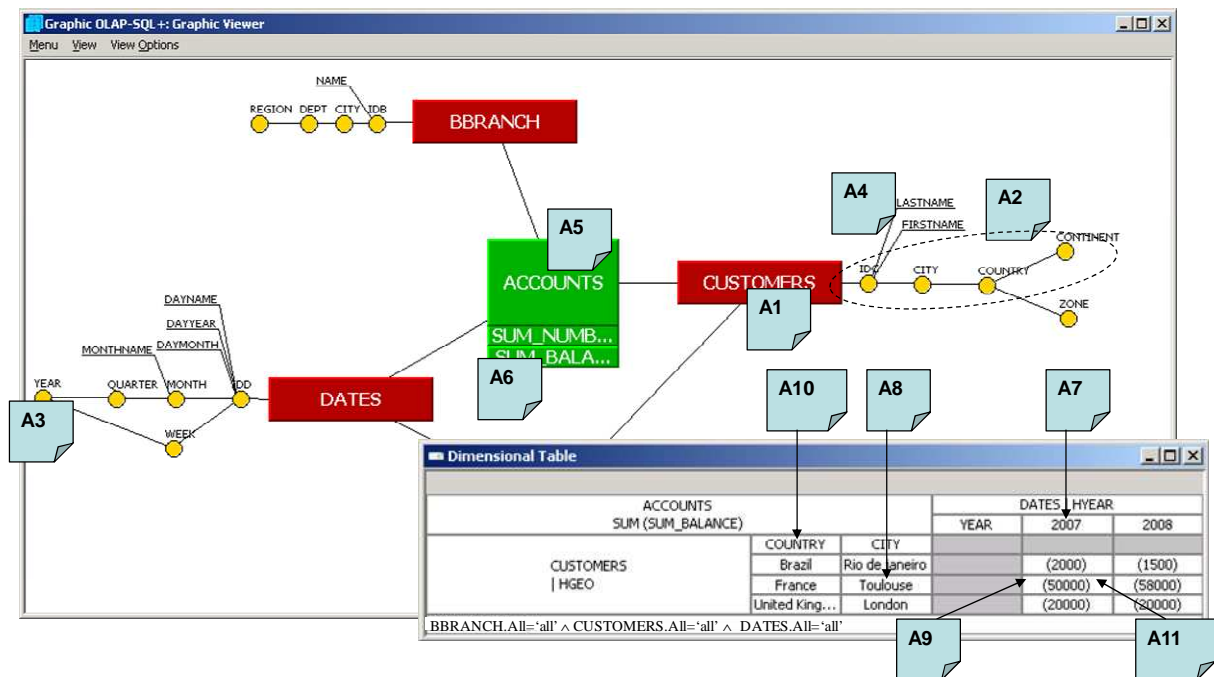 Graphic OLAP-SQL+: Graphic Viewer
Menu View View Options
NAME
REGION DEPT CITY IDB
BBRANCH
A4
LASTNAME
A2
FIRSTNAME
A5
CONTINENT
IDC CITY COUNTRY
ACCOUNTS
CUSTOMERS
A1
ZONE
DAYNAME
DAYYEAR
MONTHNAME DAYMONTH
SUM_NUMB...
SUM_BALA...
A6
YEAR QUARTER MONTH IDD
DATES
A3
WEEK
A10 A8 A7
Dimensional Table
ACCOUNTS
SUM (SUM_BALANCE)
DATES | HYEAR
YEAR 2007 2008
COUNTRY CITY
CUSTOMERS
| HGEO
Brazil Rio de Janeiro (2000) (1500)
France Toulouse (50000) (58000)
United King... London (20000) (20000)
BBRANCH.All=‘all’ ∧ CUSTOMERS.All=‘all’ ∧ DATES.All=‘all’
A9 A11